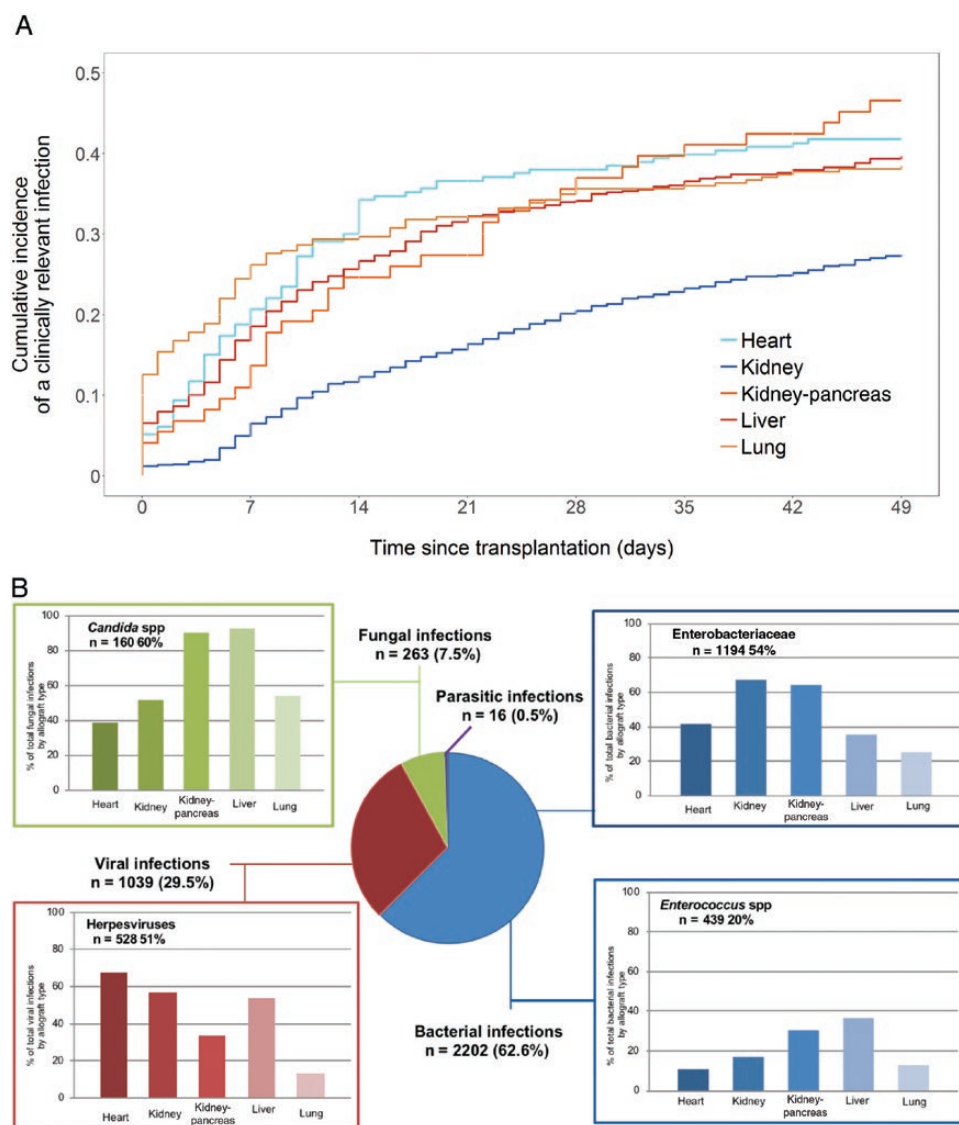 A
Cumulative incidence
of a clinically relevant infection
0.5
0.4
0.3
0.2
0.1
0
Heart
Kidney
Kidney-pancreas
Liver
Lung
0 7 14 21 28 35 42 49
Time since transplantation (days)
B
% of total fungal infections
by allograft type
100
80
60
40
20
0
Candida spp
n = 160 60%
Heart Kidney Kidney-
pancreas Liver Lung
Fungal infections
n = 263 (7.5%)
Parasitic infections
n = 16 (0.5%)
% of total bacterial infections
by allograft type
100
80
60
40
20
0
Enterobacteriaceae
n = 1194 54%
Heart Kidney Kidney-
pancreas Liver Lung
Viral infections
n = 1039 (29.5%)
% of total viral infections
by allograft type
100
80
60
40
20
0
Herpesviruses
n = 528 51%
Heart Kidney Kidney-
pancreas Liver Lung
Bacterial infections
n = 2202 (62.6%)
% of total bacterial infections
by allograft type
100
80
60
40
20
0
Enterococcus spp
n = 439 20%
Heart Kidney Kidney-
pancreas Liver Lung